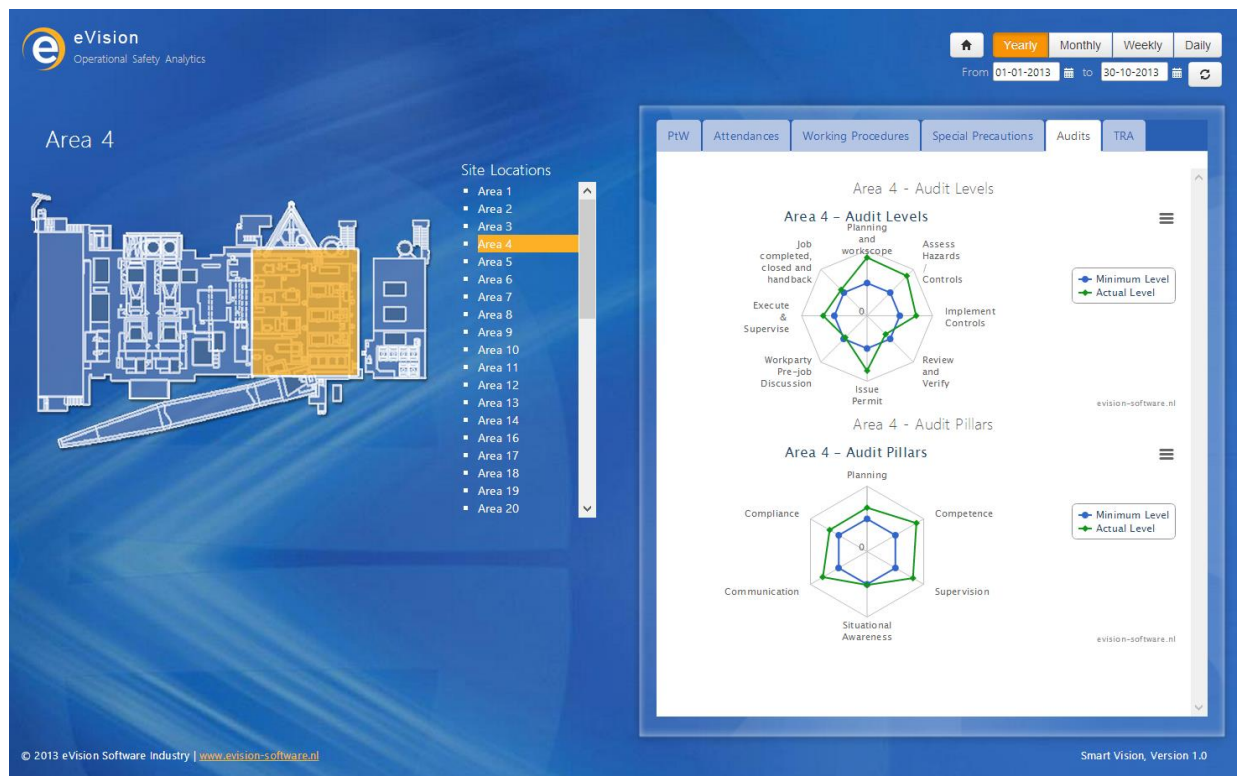 eVision
Operational Safety Analytics
Yearly Monthly Weekly Daily
From 01-01-2013 to 30-10-2013
Area 4
Site Locations
Area 1
Area 2
Area 3
Area 4
Area 5
Area 6
Area 7
Area 8
Area 9
Area 10
Area 11
Area 12
Area 13
Area 14
Area 16
Area 17
Area 18
Area 19
Area 20
PtW Attendances Working Procedures Special Precautions Audits TRA
Area 4 - Audit Levels
Area 4 – Audit Levels
Planning
and
workscope
Assess
Hazards
/
Controls
Implement
Controls
Review
and
Verify
Issue
Permit
Workparty
Pre-job
Discussion
Execute
&
Supervise
Job
completed,
closed and
handback
0
Minimum Level
Actual Level
evision-software.nl
Area 4 - Audit Pillars
Area 4 – Audit Pillars
Planning
Competence
Supervision
Situational
Awareness
Communication
Compliance
0
Minimum Level
Actual Level
evision-software.nl
© 2013 eVision Software Industry | www.evision-software.nl
Smart Vision, Version 1.0